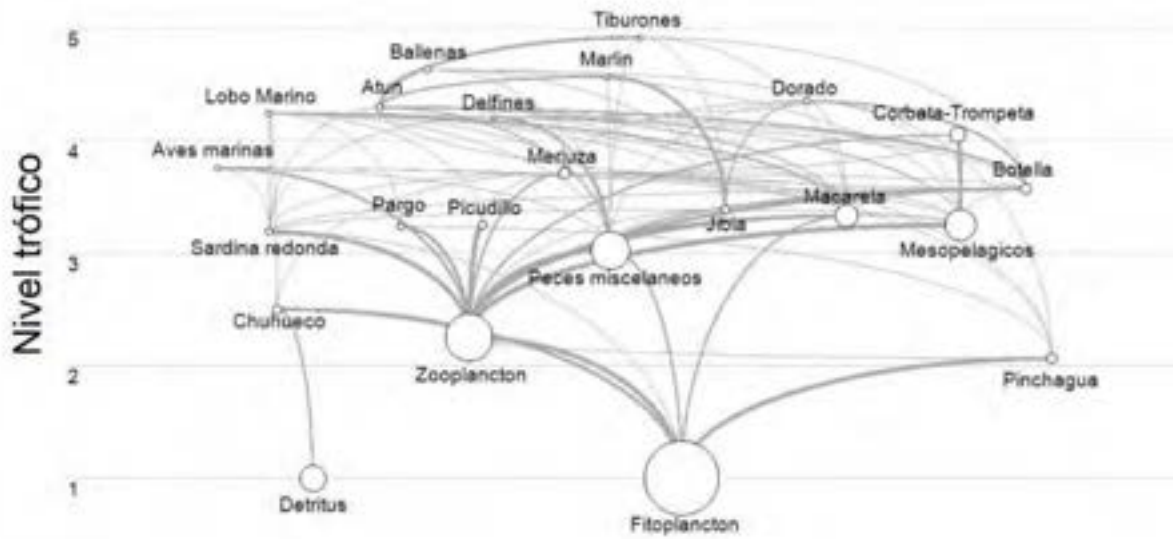 Tiburones
5
Ballenas
Marlin
Atun
Dorado
Lobo Marino
Delfines
Corbata-Trompeta
4
Aves marinas
Merluza
Botella
Macarela
Pargo
Picudillo
Jibia
Sardina redonda
Mesopelagicos
3
Peces miscelaneos
Chuhueco
2
Zooplancton
Pinchagua
1
Detritus
Fitoplancton
Nivel trófico